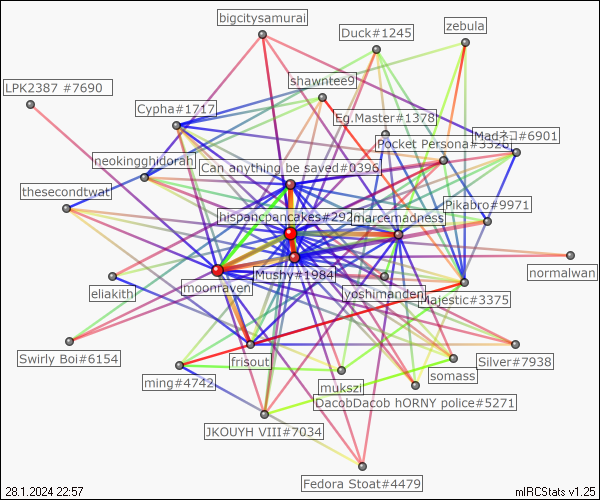 bigcitysamurai
Duck#1245
zebula
shawntee9
LPK2387 #7690
Cypha#1717
Eg.Master#1378
Madネコ#6901
Pocket Persona#3328
neokingghidorah
Can anything be saved#0396
thesecondtwat
Pikabro#9971
hispancpancakes#292
marcemadness
Mushy#1984
normalwan
moonraven
eliakith
yoshimanden
Majestic#3375
Swirly Boi#6154
frisout
Silver#7938
somass
ming#4742
mukszi
DacobDacob hORNY police#5271
JKOUYH VIII#7034
Fedora Stoat#4479
28.1.2024 22:57
mIRCStats v1.25